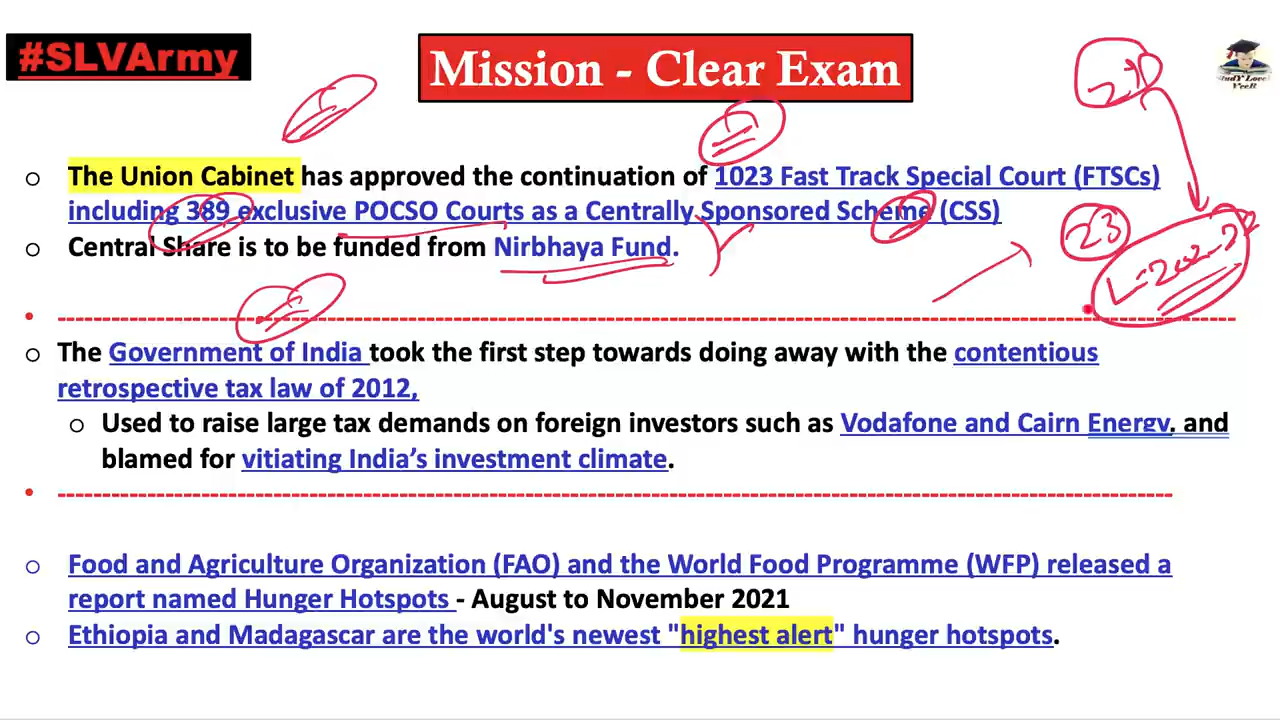 #SLVArmy
Mission - Clear Exam
StudY Lover
VeeR
The Union Cabinet has approved the continuation of 1023 Fast Track Special Court (FTSCs)
including 389 exclusive POCSO Courts as a Centrally Sponsored Scheme (CSS)
Central Share is to be funded from Nirbhaya Fund.
23
The Government of India took the first step towards doing away with the contentious
retrospective tax law of 2012,
Used to raise large tax demands on foreign investors such as Vodafone and Cairn Energy. and
blamed for vitiating India’s investment climate.
Food and Agriculture Organization (FAO) and the World Food Programme (WFP) released a
report named Hunger Hotspots - August to November 2021
Ethiopia and Madagascar are the world's newest "highest alert" hunger hotspots.